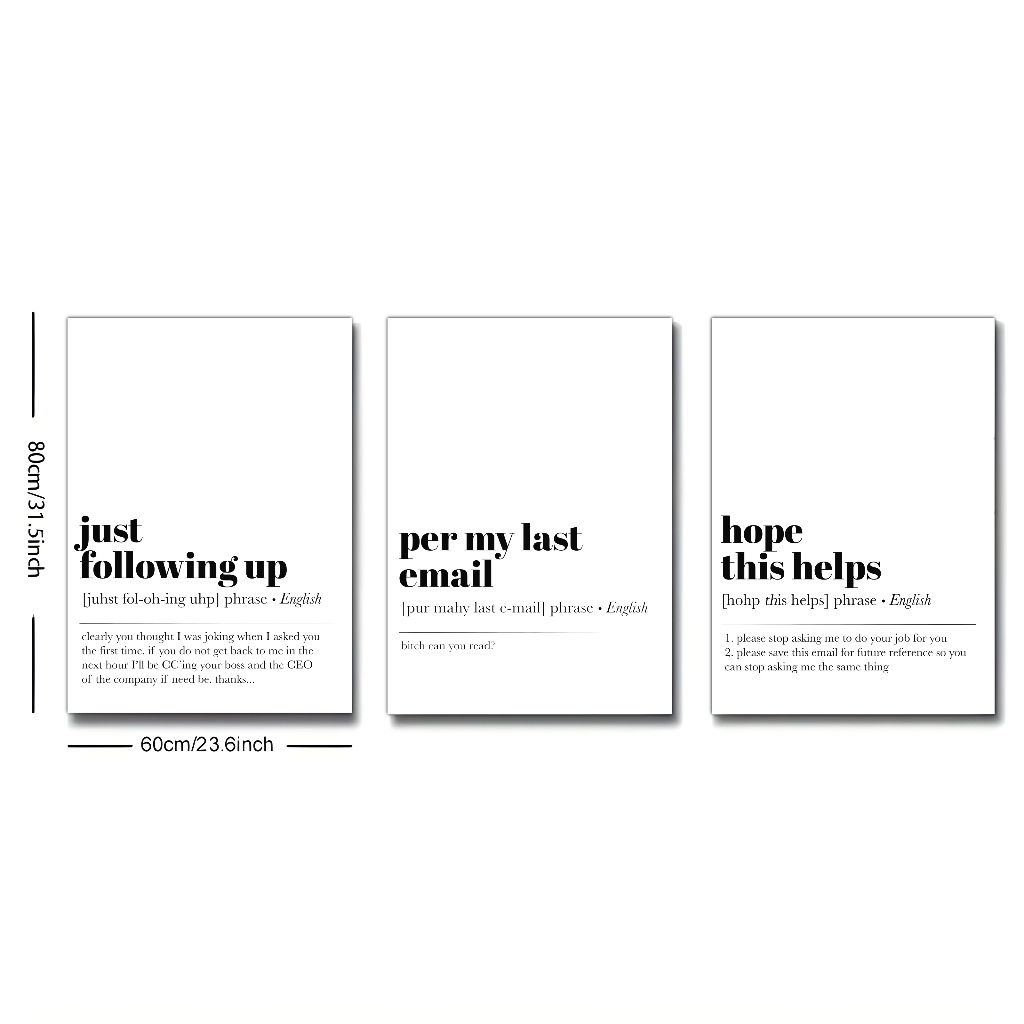 80cm/31.5inch
just
following up
[juhst fol-oh-ing uhp] phrase • English
clearly you thought I was joking when I asked you
the first time. if you do not get back to me in the
next hour I'll be CC'ing your boss and the CEO
of the company if need be. thanks...
60cm/23.6inch
per my last
email
[pur mahy last e-mail] phrase • English
bitch can you read?
hope
this helps
[hohp this helps] phrase • English
1. please stop asking me to do your job for you
2. please save this email for future reference so you
can stop asking me the same thing